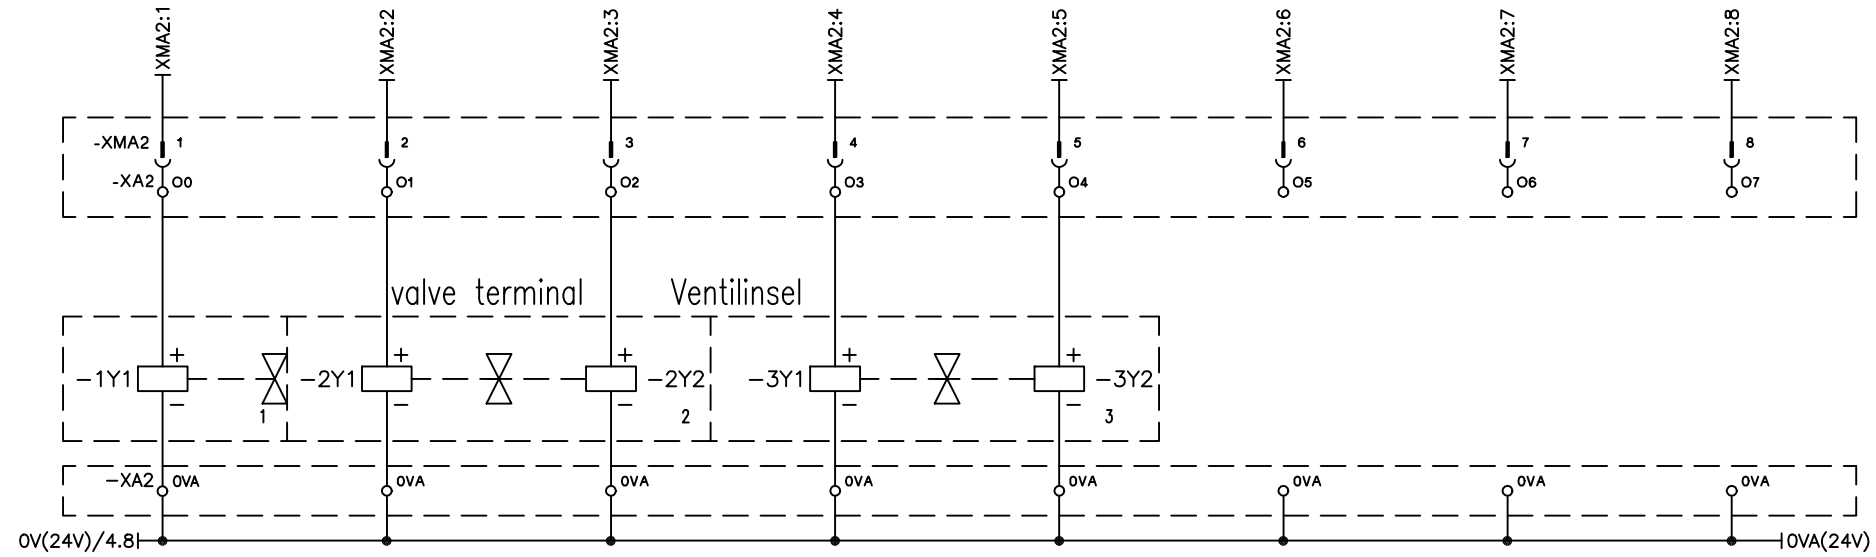 XMA2:1 XMA2:2 XMA2:3 XMA2:4 XMA2:5 XMA2:6 XMA2:7 XMA2:8
-XMA2 1 2 3 4 5 6 7 8
-XA2 O0 O1 O2 O3 O4 O5 O6 O7
valve terminal Ventilinsel
+ + + + +
-1Y1 -2Y1 -2Y2 -3Y1 -3Y2
- - - - -
1 2 3
-XA2 0VA 0VA 0VA 0VA 0VA 0VA 0VA 0VA
0V(24V)/4.8 0VA(24V)